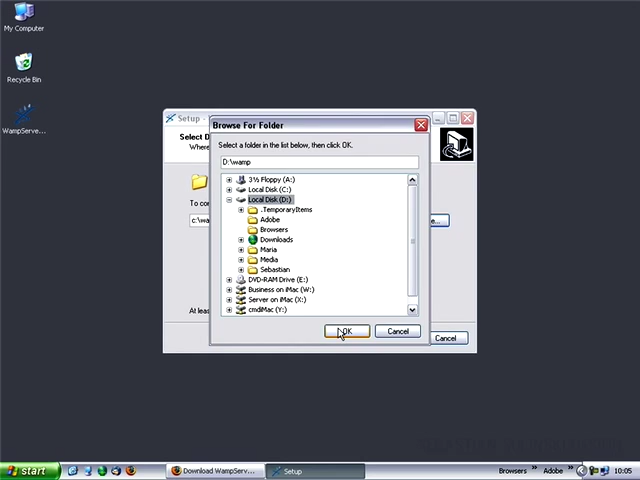 My Computer
Recycle Bin
WampServe...
Setup -
Browse For Folder
Select a folder in the list below, then click OK.
D:\wamp
Select D
Where
To con
c:\wa
At leas
3½ Floppy (A:)
Local Disk (C:)
Local Disk (D:)
.TemporaryItems
Adobe
Browsers
Downloads
Maria
Media
Sebastian
DVD-RAM Drive (E:)
Business on iMac (W:)
Server on iMac (X:)
cmdiMac (Y:)
OK
Cancel
Cancel
start
Download WampServ...
Setup
Browsers
Adobe
10:05